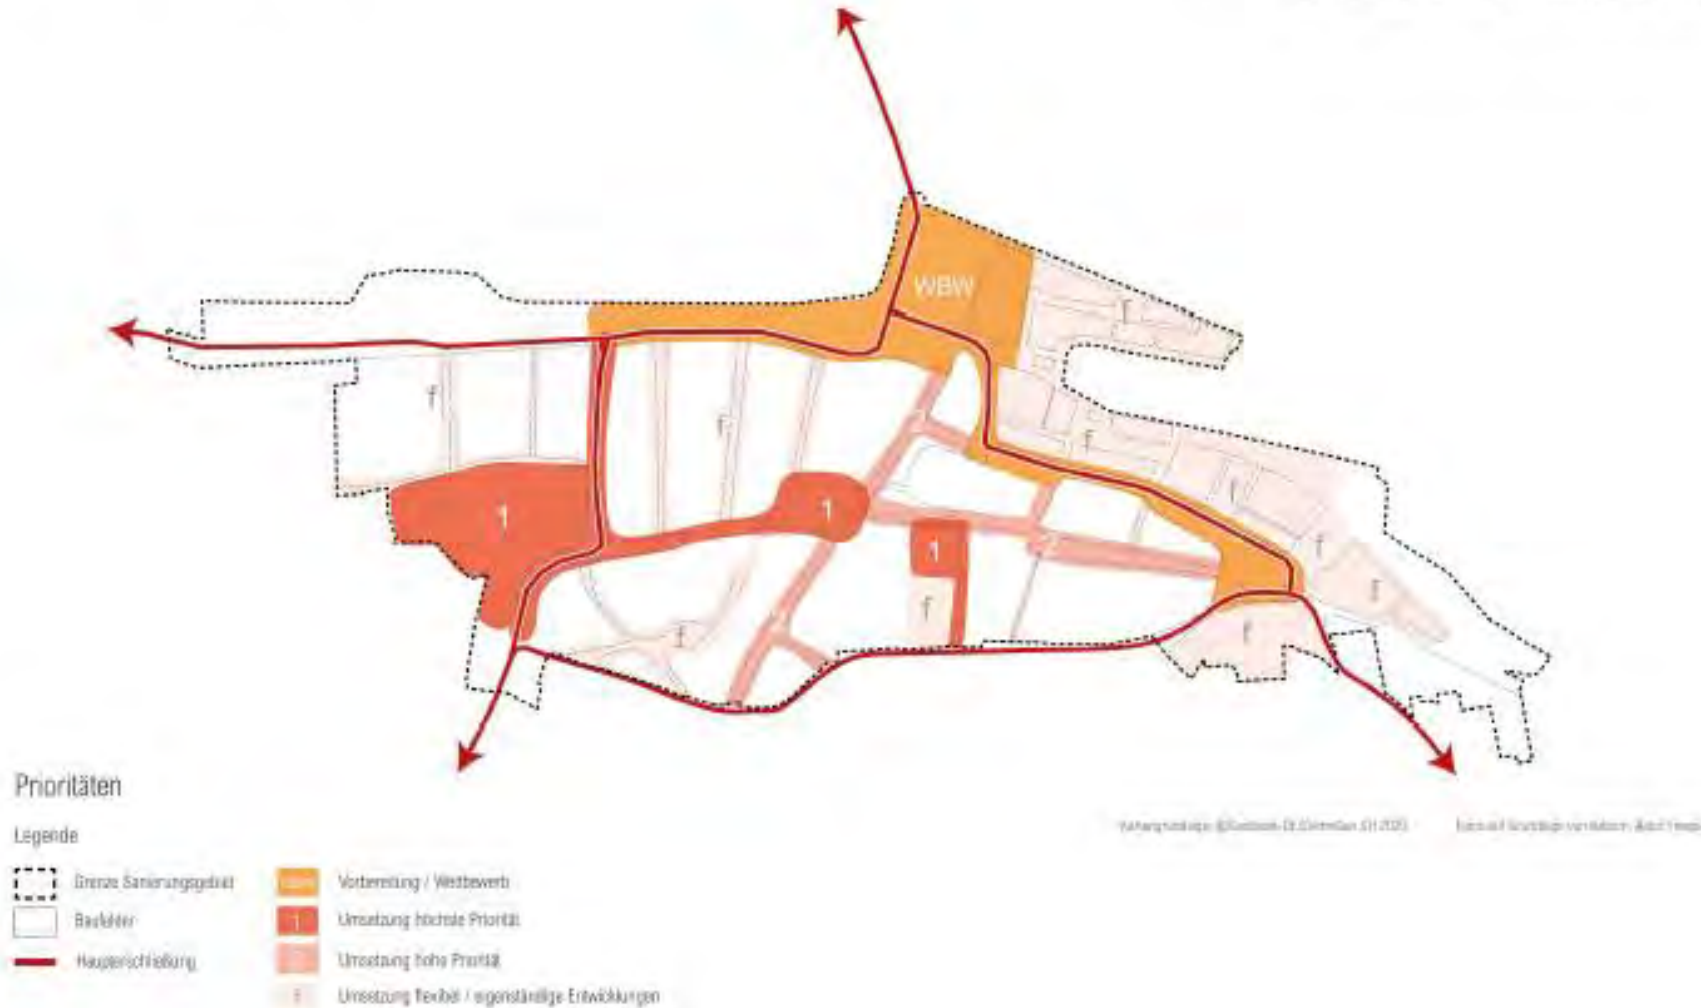 WBW
f
f
f
f
1
1
f
1
f
f
f
f
f
Prioritäten
Legende
Grenze Sanierungsgebiet
Vorbereitung / Wettbewerb
Baufelder
1
Umsetzung höchste Priorität
Haupterschließung
Umsetzung hohe Priorität
f
Umsetzung flexibel / eigenständige Entwicklungen